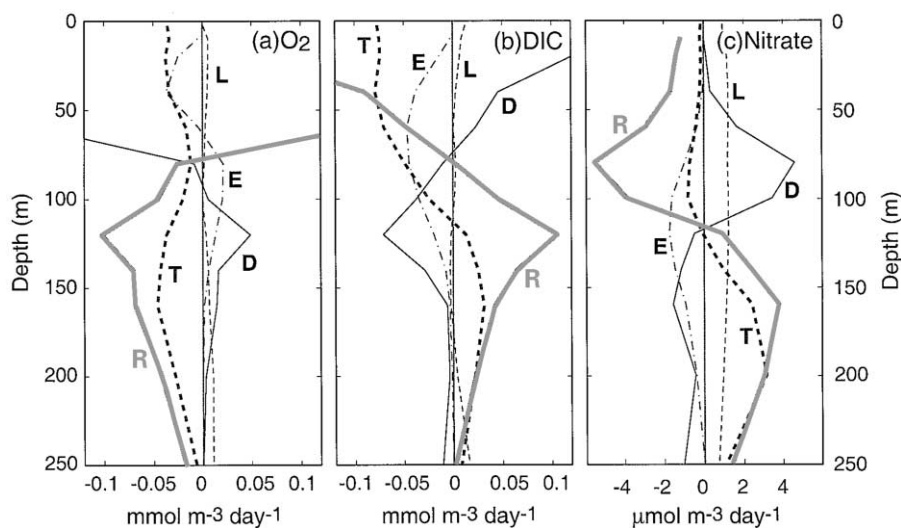 0
(a)O2
(b)DIC
(c)Nitrate
0
T
E
L
L
L
50
D
50
R
100
E
100
D
E
150
T
D
R
150
T
R
200
200
250
250
-0.1 -0.05 0 0.05 0.1
-0.1 -0.05 0 0.05 0.1
-4 -2 0 2 4
mmol m-3 day-1
mmol m-3 day-1
μmol m-3 day-1
Depth (m)
Depth (m)